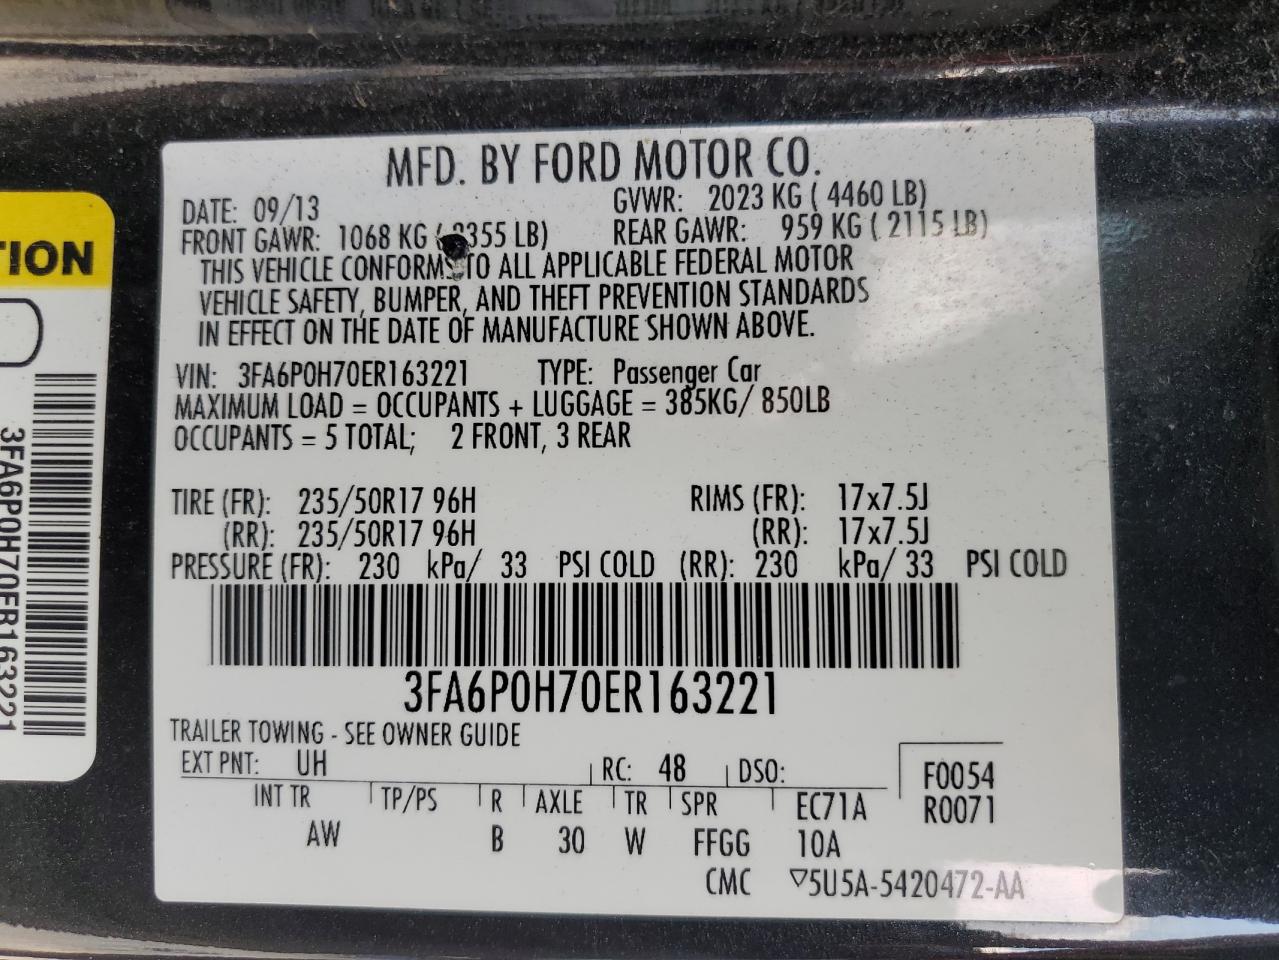 MFD. BY FORD MOTOR CO.
DATE: 09/13 GVWR: 2023 KG ( 4460 LB)
FRONT GAWR: 1068 KG ( 2355 LB) REAR GAWR: 959 KG ( 2115 LB)
THIS VEHICLE CONFORMS TO ALL APPLICABLE FEDERAL MOTOR
VEHICLE SAFETY, BUMPER, AND THEFT PREVENTION STANDARDS
IN EFFECT ON THE DATE OF MANUFACTURE SHOWN ABOVE.
VIN: 3FA6P0H70ER163221 TYPE: Passenger Car
MAXIMUM LOAD = OCCUPANTS + LUGGAGE = 385KG/ 850LB
OCCUPANTS = 5 TOTAL; 2 FRONT, 3 REAR
TIRE (FR): 235/50R17 96H RIMS (FR): 17x7.5J
(RR): 235/50R17 96H (RR): 17x7.5J
PRESSURE (FR): 230 kPa/ 33 PSI COLD (RR): 230 kPa/ 33 PSI COLD
3FA6P0H70ER163221
TRAILER TOWING - SEE OWNER GUIDE
EXT PNT: UH RC: 48 DSO: F0054
INT TR TP/PS R AXLE TR SPR EC71A R0071
AW B 30 W FFGG 10A
CMC ▽5U5A-5420472-AA
TION
3FA6P0H70ER163221